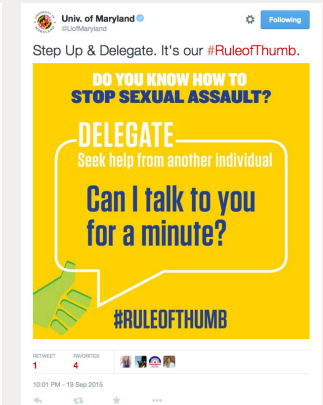 Univ. of Maryland
@UofMaryland
Following
Step Up & Delegate. It's our #RuleofThumb.
DO YOU KNOW HOW TO
STOP SEXUAL ASSAULT?
DELEGATE
Seek help from another individual
Can I talk to you
for a minute?
#RULEOFTHUMB
RETWEET FAVORITES
1 4
10:01 PM - 19 Sep 2015